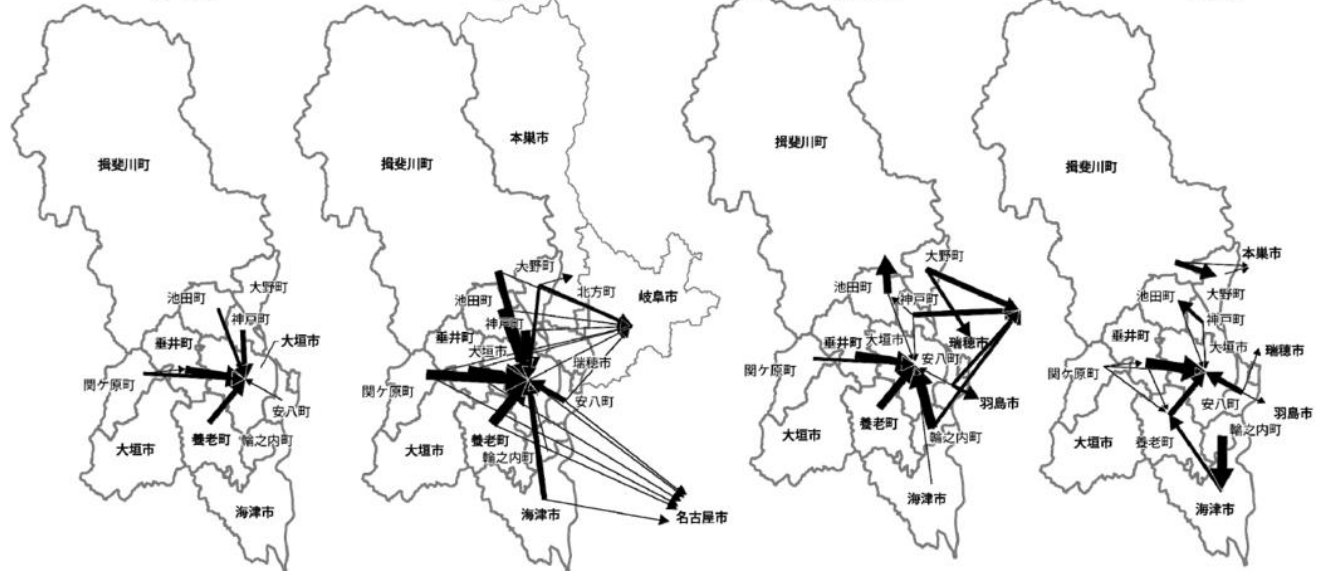 揖斐川町
池田町
大野町
神戸町
垂井町
大垣市
関ケ原町
安八町
大垣市
養老町
輪之内町
海津市
本巣市
揖斐川町
大野町
北方町
岐阜市
池田町
神戸町
垂井町
大垣市
瑞穂市
関ケ原町
安八町
養老町
大垣市
輪之内町
海津市
名古屋市
揖斐川町
大野町
池田町
神戸町
垂井町
大垣市
瑞穂市
安八町
関ケ原町
羽島市
養老町
大垣市
輪之内町
海津市
揖斐川町
本巣市
池田町
大野町
神戸町
垂井町
大垣市
瑞穂市
関ケ原町
安八町
羽島市
輪之内町
大垣市
養老町
海津市